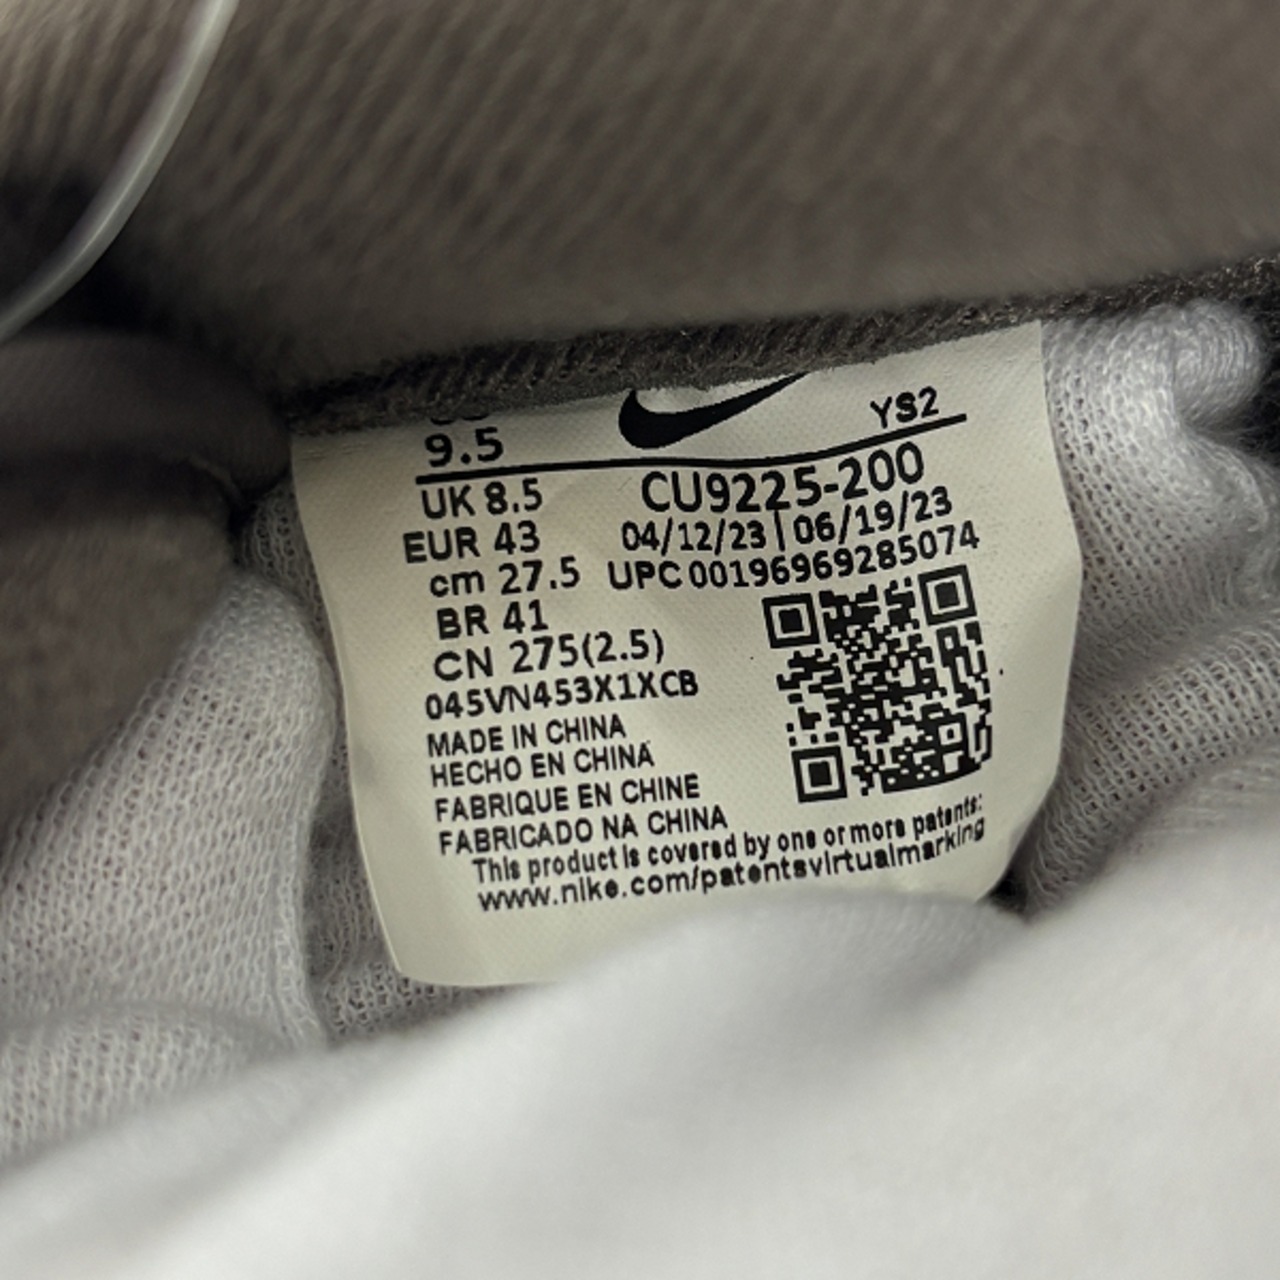 9.5
YS2
UK 8.5
CU9225-200
EUR 43
04/12/23 | 06/19/23
cm 27.5
UPC 00196969285074
BR 41
CN 275(2.5)
045VN453X1XCB
MADE IN CHINA
HECHO EN CHINA
FABRIQUE EN CHINE
FABRICADO NA CHINA
This product is covered by one or more patents:
www.nike.com/patentsvirtualmarking